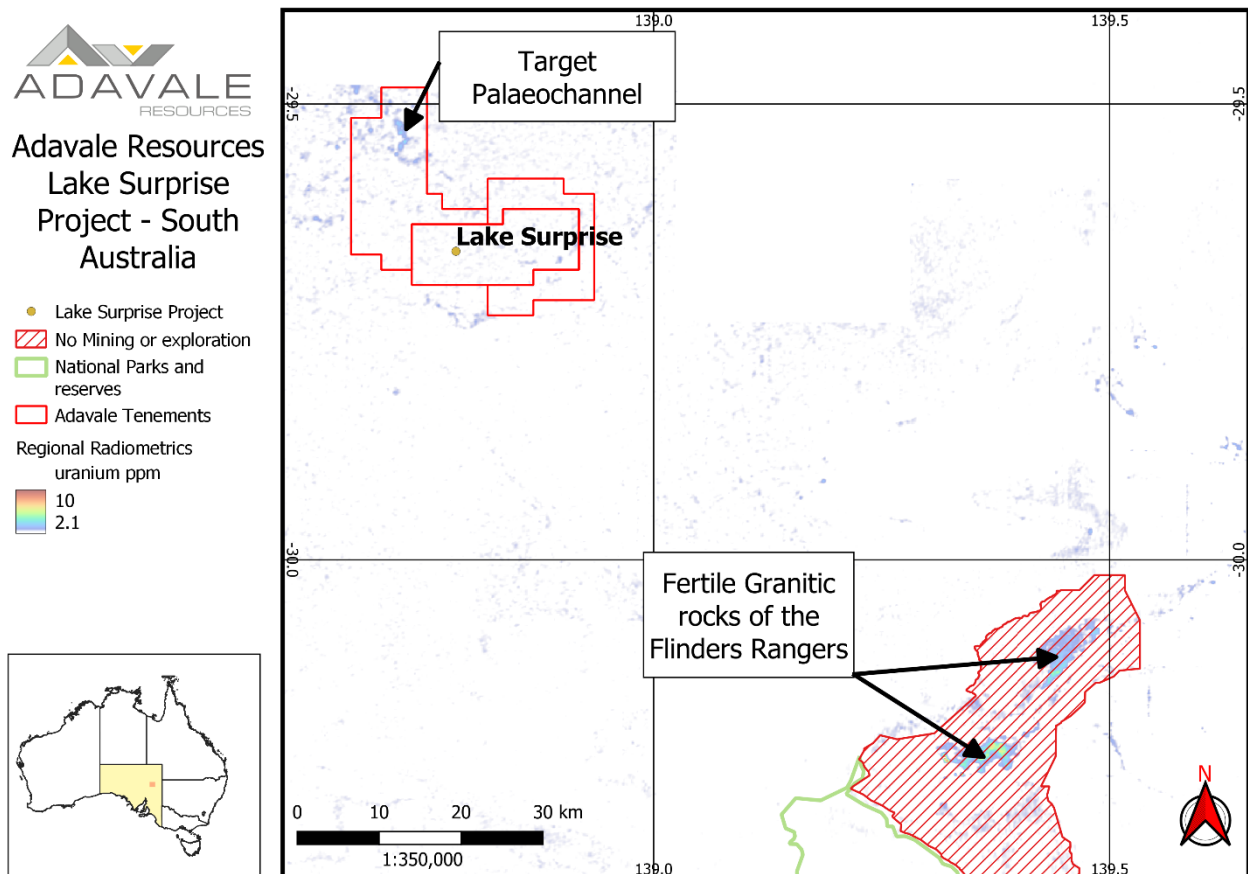 ADAVALE
RESOURCES
Adavale Resources
Lake Surprise
Project - South
Australia
Lake Surprise Project
No Mining or exploration
National Parks and
reserves
Adavale Tenements
Regional Radiometrics
uranium ppm
10
2.1
139.0
139.5
-29.5
-29.5
Target
Palaeochannel
Lake Surprise
-30.0
-30.0
Fertile Granitic
rocks of the
Flinders Rangers
N
0 10 20 30 km
1:350,000
139.0
139.5